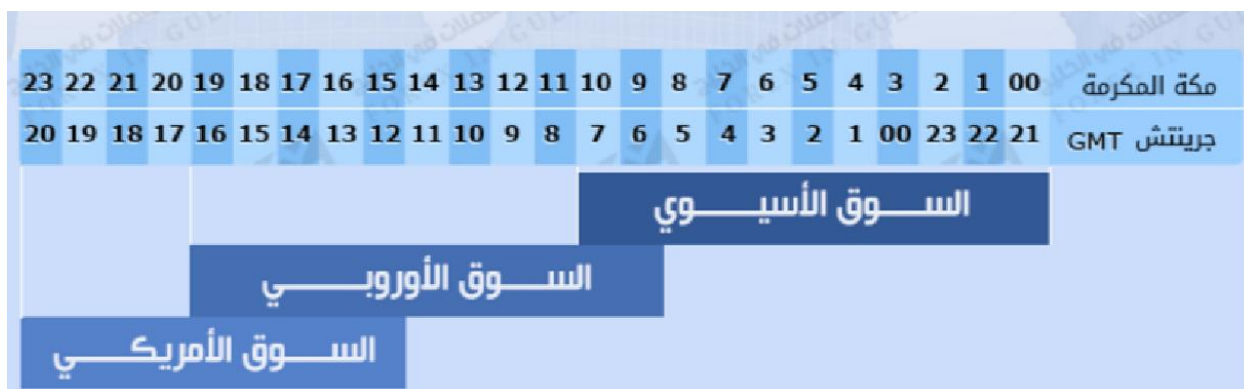 مكة المكرمة 00 1 2 3 4 5 6 7 8 9 10 11 12 13 14 15 16 17 18 19 20 21 22 23
جرينتش GMT 21 22 23 00 1 2 3 4 5 6 7 8 9 10 11 12 13 14 15 16 17 18 19 20
السوق الأسيوي
السوق الأوروبي
السوق الأمريكي